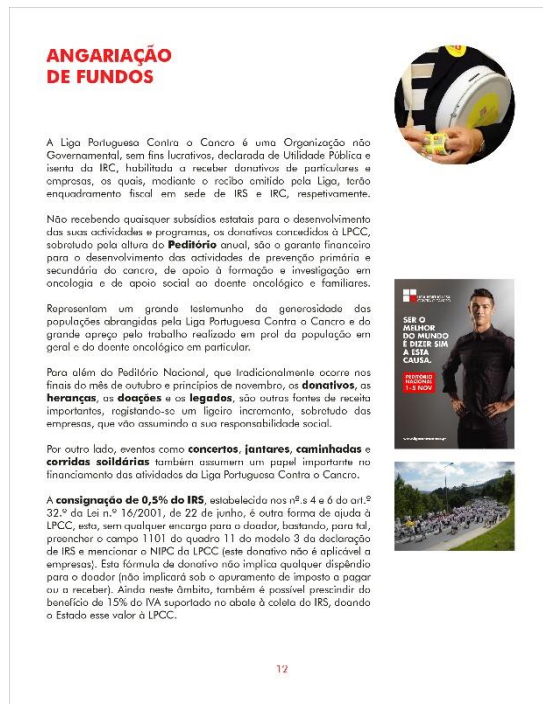 ANGARIAÇÃO
DE FUNDOS
A Liga Portuguesa Contra o Cancro é uma Organização não
Governamental, sem fins lucrativos, declarada de Utilidade Pública e
isenta da IRC, habilitada a receber donativos de particulares e
empresas, os quais, mediante o recibo emitido pela Liga, terão
enquadramento fiscal em sede de IRS e IRC, respetivamente.
Não recebendo quaisquer subsídios estatais para o desenvolvimento
das suas actividades e programas, os donativos concedidos à LPCC,
sobretudo pela altura do Peditório anual, são o garante financeiro
para o desenvolvimento das actividades de prevenção primária e
secundária do cancro, de apoio à formação e investigação em
oncologia e de apoio social ao doente oncológico e familiares.
Representam um grande testemunho da generosidade das
populações abrangidas pela Liga Portuguesa Contra o Cancro e do
grande apreço pelo trabalho realizado em prol da população em
geral e do doente oncológico em particular.
Para além do Peditório Nacional, que tradicionalmente ocorre nos
finais do mês de outubro e princípios de novembro, os donativos, as
heranças, as doações e os legados, são outras fontes de receita
importantes, registando-se um ligeiro incremento, sobretudo das
empresas, que vão assumindo a sua responsabilidade social.
Por outro lado, eventos como concertos, jantares, caminhadas e
corridas soildárias também assumem um papel importante no
financiamento das atividades da Liga Portuguesa Contra o Cancro.
A consignação de 0,5% do IRS, estabelecida nos nº.s 4 e 6 do art.º
32.º da Lei n.º 16/2001, de 22 de junho, é outra forma de ajuda à
LPCC, esta, sem qualquer encargo para o doador, bastando, para tal,
preencher o campo 1101 do quadro 11 do modelo 3 da declaração
de IRS e mencionar o NIPC da LPCC (este donativo não é aplicável a
empresas). Esta fórmula de donativo não implica qualquer dispêndio
para o doador (não implicará sob o apuramento de imposto a pagar
ou a receber). Ainda neste âmbito, também é possível prescindir do
benefício de 15% do IVA suportado no abate à coleta do IRS, doando
o Estado esse valor à LPCC.
LIGA PORTUGUESA
CONTRA O CANCRO
SER O
MELHOR
DO MUNDO
É DIZER SIM
A ESTA
CAUSA.
PEDITÓRIO
NACIONAL
1-5 NOV
12